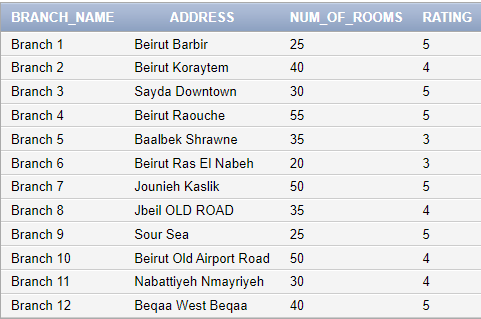 BRANCH_NAME ADDRESS NUM_OF_ROOMS RATING
Branch 1 Beirut Barbir 25 5
Branch 2 Beirut Koraytem 40 4
Branch 3 Sayda Downtown 30 5
Branch 4 Beirut Raouche 55 5
Branch 5 Baalbek Shrawne 35 3
Branch 6 Beirut Ras El Nabeh 20 3
Branch 7 Jounieh Kaslik 50 5
Branch 8 Jbeil OLD ROAD 35 4
Branch 9 Sour Sea 25 5
Branch 10 Beirut Old Airport Road 50 4
Branch 11 Nabattiyeh Nmayriyeh 30 4
Branch 12 Beqaa West Beqaa 40 5